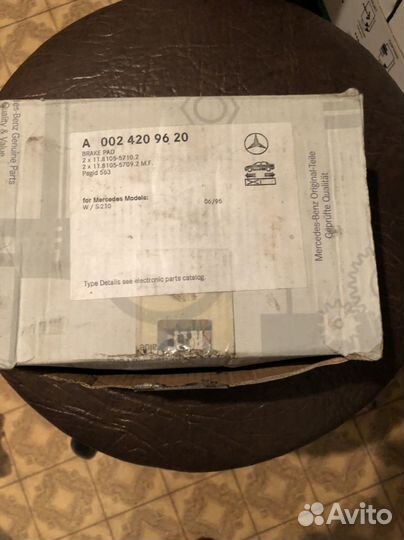 A 002 420 96 20
BRAKE PAD
2 x 11.8105-5710.2
2 x 11.8105-5709.2 M.F.
Pagid 563
for Mercedes Models: 06/95
W / S 210
Type Details see electronic parts catalog.
Mercedes-Benz Original-Teile
Geprüfte Qualität
es-Benz Genuine Parts
Quality & Value
Avito